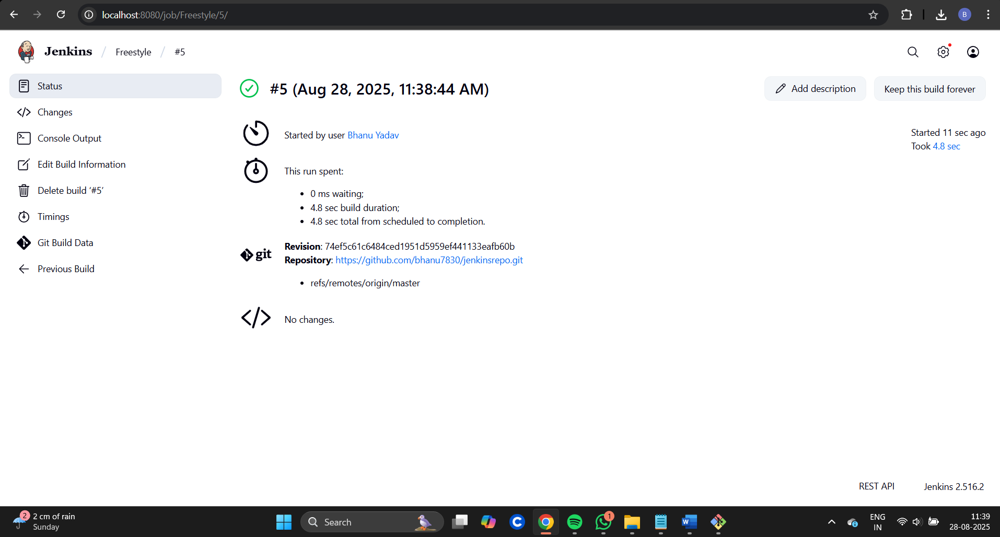 localhost:8080/job/Freestyle/5/
B
Jenkins / Freestyle / #5
Status
Changes
Console Output
Edit Build Information
Delete build ‘#5’
Timings
Git Build Data
Previous Build
#5 (Aug 28, 2025, 11:38:44 AM)
Add description
Keep this build forever
Started by user Bhanu Yadav
Started 11 sec ago
Took 4.8 sec
This run spent:
• 0 ms waiting;
• 4.8 sec build duration;
• 4.8 sec total from scheduled to completion.
git
Revision: 74ef5c61c6484ced1951d5959ef441133eafb60b
Repository: https://github.com/bhanu7830/jenkinsrepo.git
• refs/remotes/origin/master
</> No changes.
REST API
Jenkins 2.516.2
2
2 cm of rain
Sunday
Search
C
1
W
ENG
IN
11:39
28-08-2025